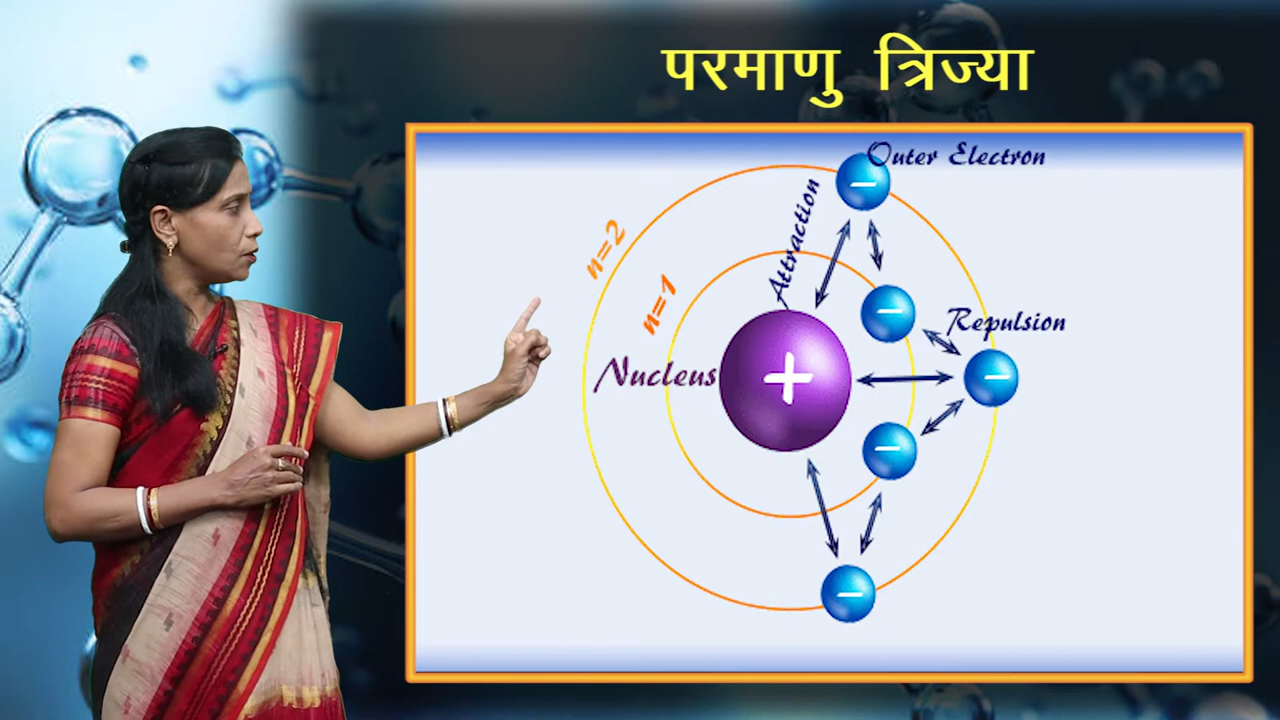 परमाणु त्रिज्या
Outer Electron
Attraction
n=2
n=1
Repulsion
Nucleus
+
−
−
−
−
−